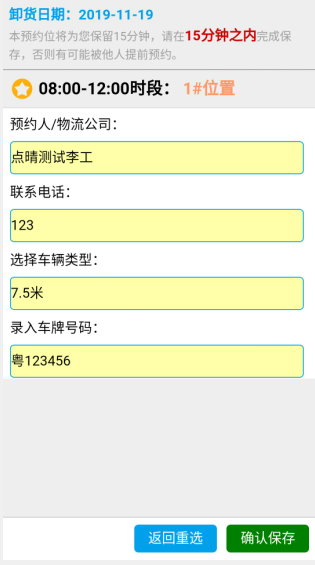 卸货日期：2019-11-19
本预约位将为您保留15分钟，请在15分钟之内完成保
存，否则有可能被他人提前预约。
08:00-12:00时段： 1#位置
预约人/物流公司：
点晴测试李工
联系电话：
123
选择车辆类型：
7.5米
录入车牌号码：
粤123456
返回重选 确认保存